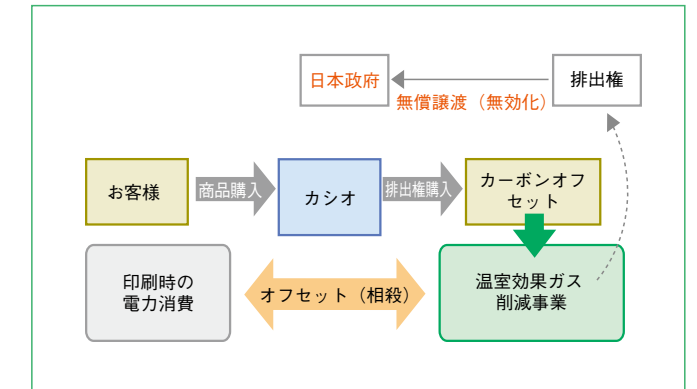 日本政府
排出権
無償譲渡（無効化）
お客様
商品購入
カシオ
排出権購入
カーボンオフ
セット
印刷時の
電力消費
オフセット（相殺）
温室効果ガス
削減事業